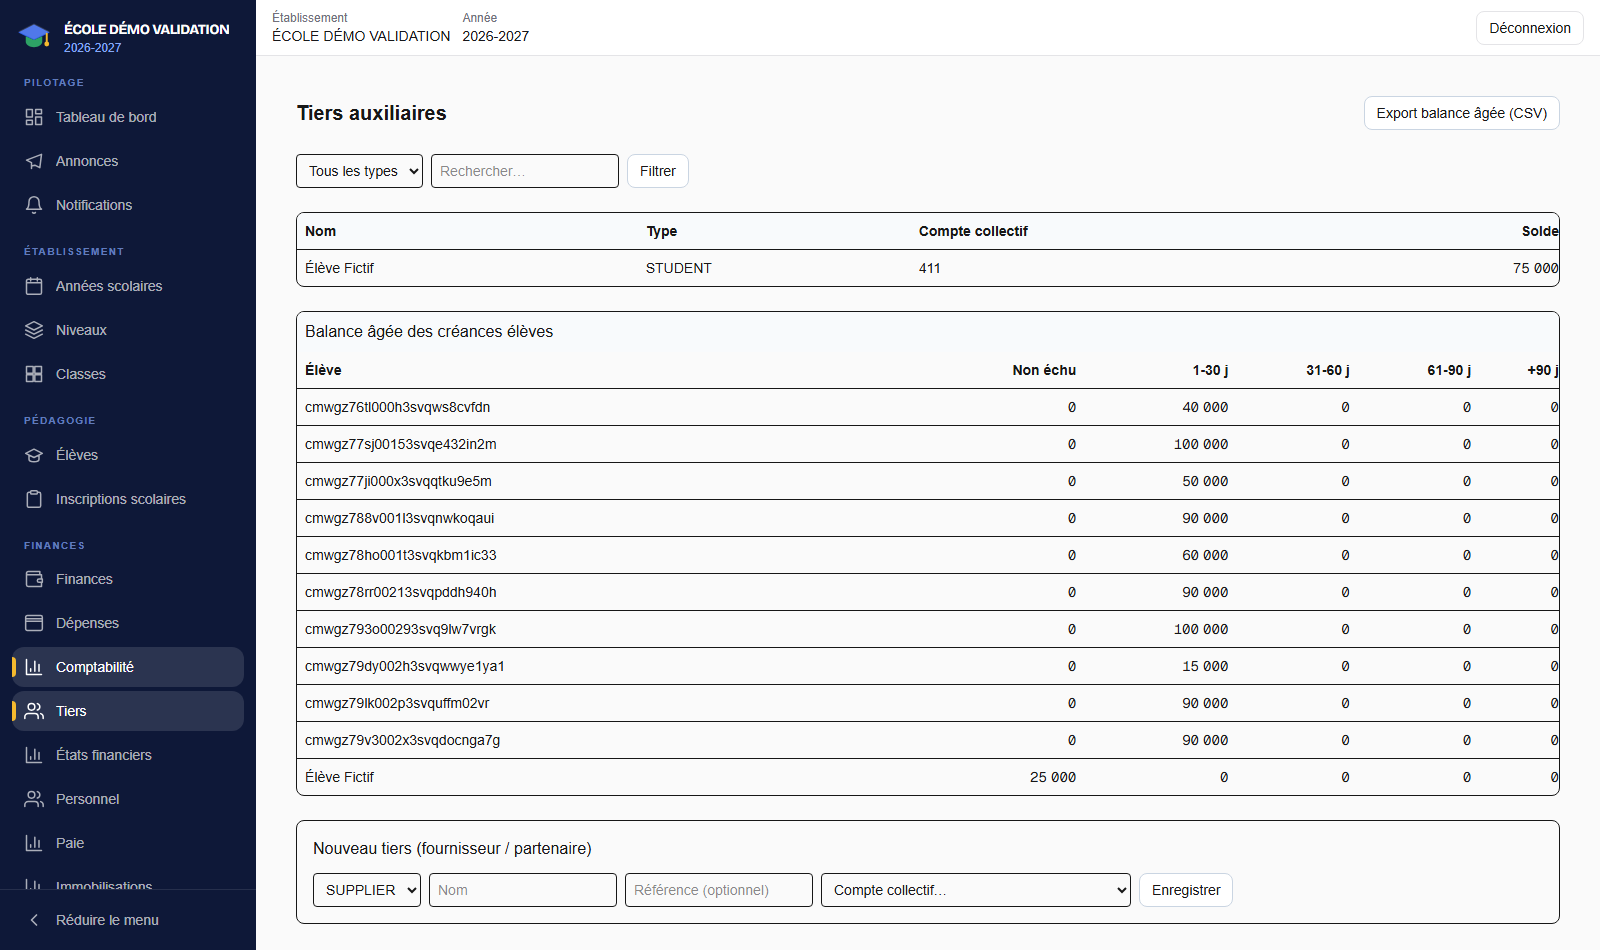 ÉCOLE DÉMO VALIDATION
2026-2027
PILOTAGE
Tableau de bord
Annonces
Notifications
ÉTABLISSEMENT
Années scolaires
Niveaux
Classes
PÉDAGOGIE
Élèves
Inscriptions scolaires
FINANCES
Finances
Dépenses
Comptabilité
Tiers
États financiers
Personnel
Paie
Immobilisations
Réduire le menu
Établissement Année
ÉCOLE DÉMO VALIDATION 2026-2027
Déconnexion
Tiers auxiliaires
Export balance âgée (CSV)
Tous les types Rechercher... Filtrer
Nom Type Compte collectif Solde
Élève Fictif STUDENT 411 75 000
Balance âgée des créances élèves
Élève Non échu 1-30 j 31-60 j 61-90 j +90 j
cmwgz76tl000h3svqws8cvfdn 0 40 000 0 0 0
cmwgz77sj00153svqe432in2m 0 100 000 0 0 0
cmwgz77ji000x3svqqtku9e5m 0 50 000 0 0 0
cmwgz788v001l3svqnwkoqaui 0 90 000 0 0 0
cmwgz78ho001t3svqkbm1ic33 0 60 000 0 0 0
cmwgz78rr00213svqpddh940h 0 90 000 0 0 0
cmwgz793o00293svq9lw7vrgk 0 100 000 0 0 0
cmwgz79dy002h3svqwwye1ya1 0 15 000 0 0 0
cmwgz79lk002p3svquffm02vr 0 90 000 0 0 0
cmwgz79v3002x3svqdocnga7g 0 90 000 0 0 0
Élève Fictif 25 000 0 0 0 0
Nouveau tiers (fournisseur / partenaire)
SUPPLIER Nom Référence (optionnel) Compte collectif... Enregistrer